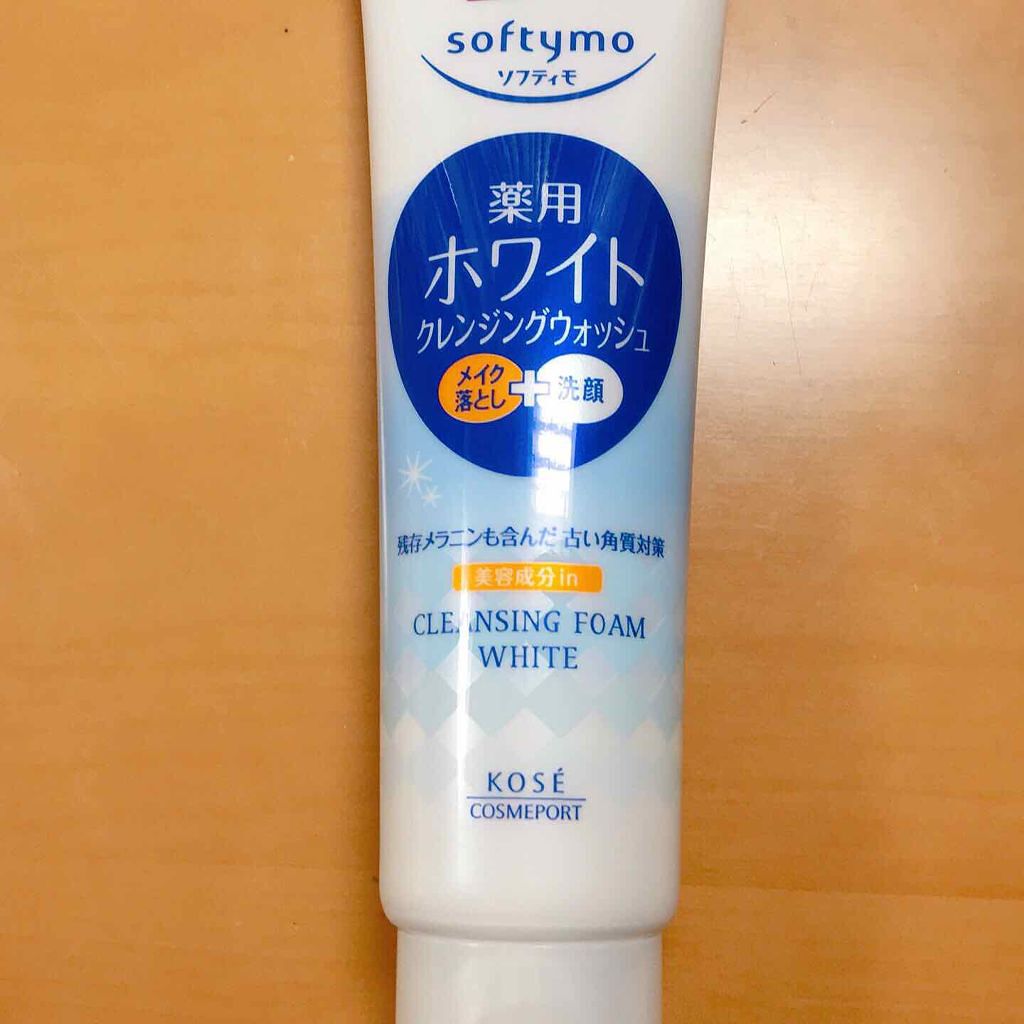 softymo
ソフティモ
薬用
ホワイト
クレンジングウォッシュ
メイク
落とし
+
洗顔
残存メラニンも含んだ 古い角質対策
美容成分in
CLEANSING FOAM
WHITE
KOSÉ
COSMEPORT